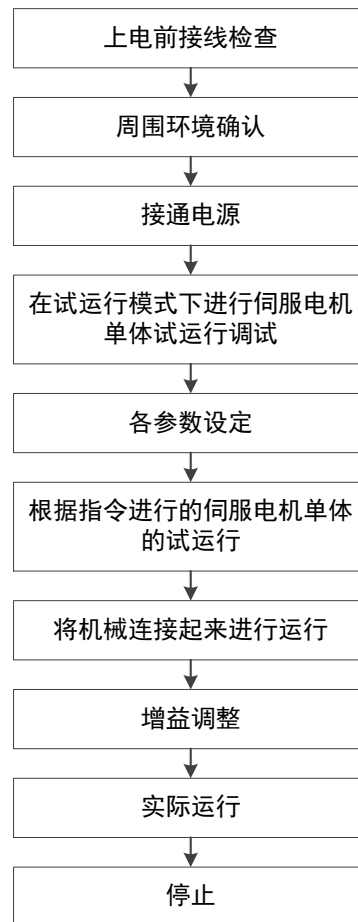 上电前接线检查
周围环境确认
接通电源
在试运行模式下进行伺服电机
单体试运行调试
各参数设定
根据指令进行的伺服电机单体
的试运行
将机械连接起来进行运行
增益调整
实际运行
停止